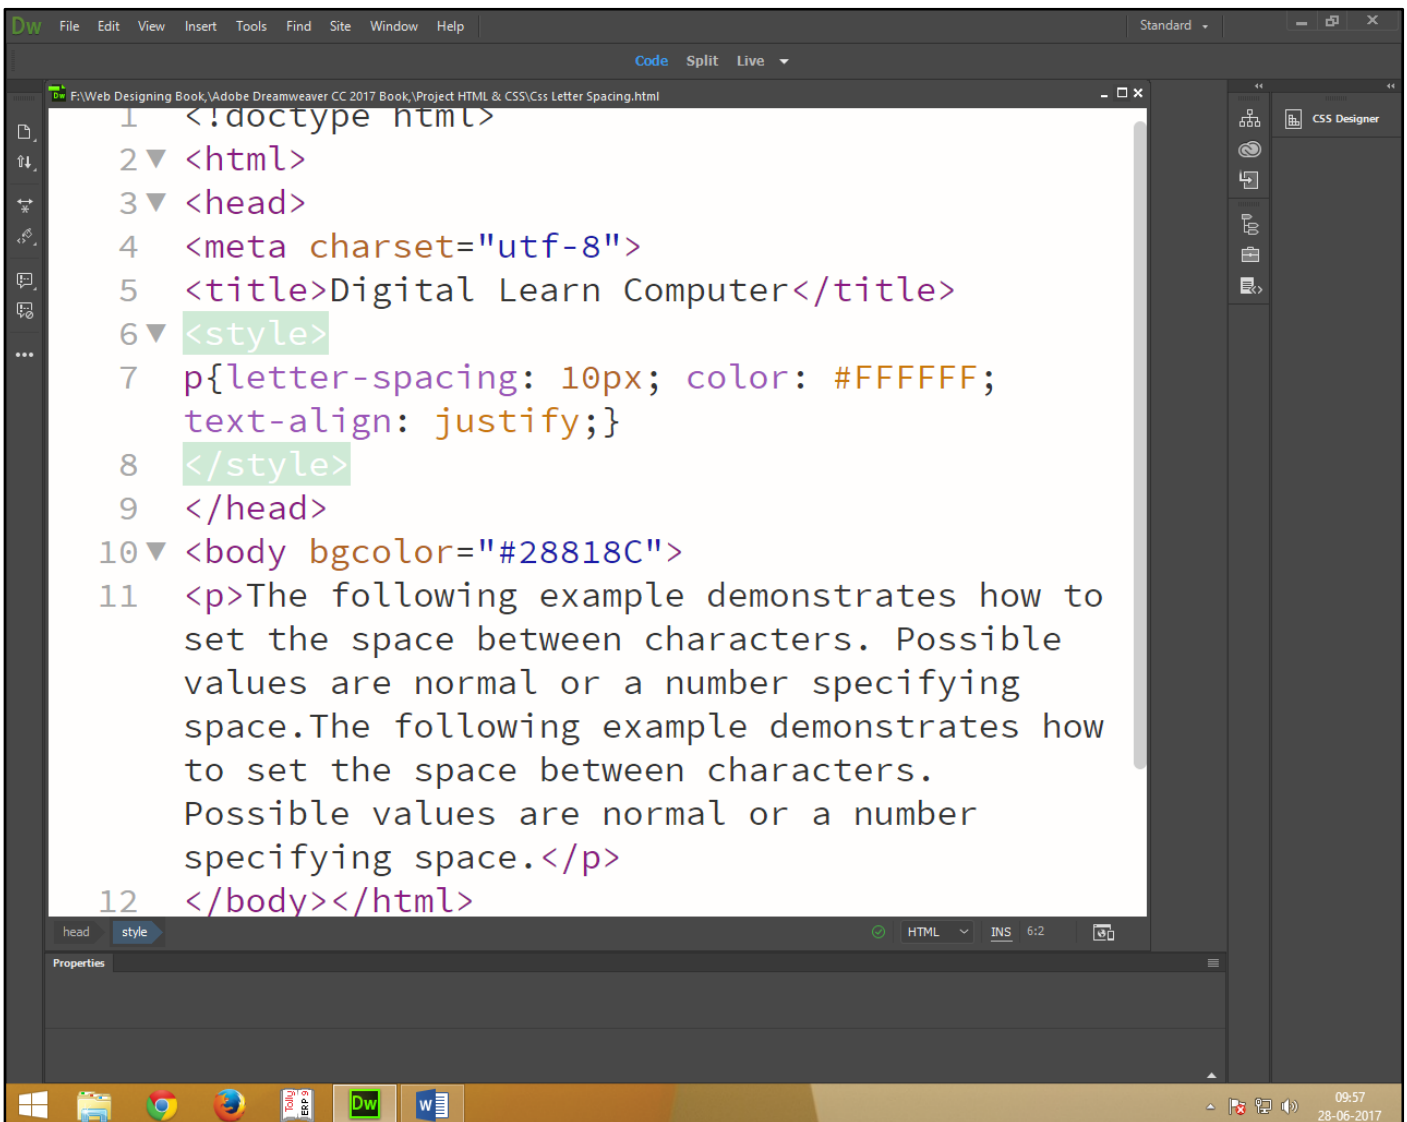 Dw File Edit View Insert Tools Find Site Window Help Standard
Code Split Live
F:\Web Designing Book,\Adobe Dreamweaver CC 2017 Book,\Project HTML & CSS\Css Letter Spacing.html
CSS Designer
1 <!doctype html>
2 <html>
3 <head>
4 <meta charset="utf-8">
5 <title>Digital Learn Computer</title>
6 <style>
7 p{letter-spacing: 10px; color: #FFFFFF;
text-align: justify;}
8 </style>
9 </head>
10 <body bgcolor="#28818C">
11 <p>The following example demonstrates how to
set the space between characters. Possible
values are normal or a number specifying
space.The following example demonstrates how
to set the space between characters.
Possible values are normal or a number
specifying space.</p>
12 </body></html>
head style HTML INS 6:2
Properties
Tolly ERP 9
Dw
W
09:57
28-06-2017